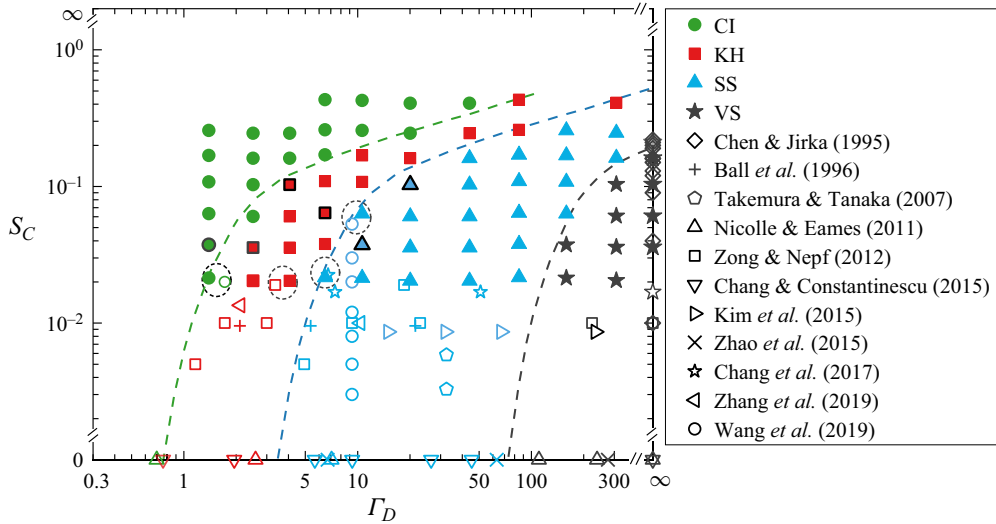 ∞
10⁰
10⁻¹
10⁻²
0
S_C
0.3
1
5
10
50
100
300
∞
Γ_D
CI
KH
SS
VS
Chen & Jirka (1995)
Ball et al. (1996)
Takemura & Tanaka (2007)
Nicolle & Eames (2011)
Zong & Nepf (2012)
Chang & Constantinescu (2015)
Kim et al. (2015)
Zhao et al. (2015)
Chang et al. (2017)
Zhang et al. (2019)
Wang et al. (2019)